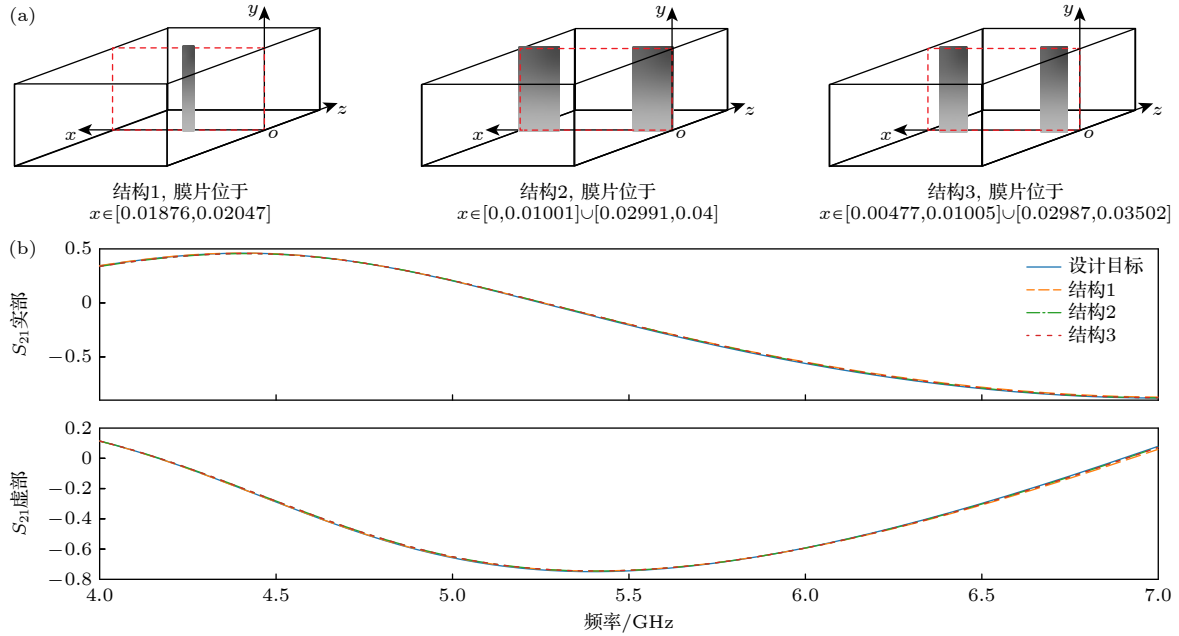 (a)
y
z
x
o
结构1, 膜片位于
x∈[0.01876,0.02047]
y
z
x
o
结构2, 膜片位于
x∈[0,0.01001]∪[0.02991,0.04]
y
z
x
o
结构3, 膜片位于
x∈[0.00477,0.01005]∪[0.02987,0.03502]
(b)
S21实部
0.5
0
−0.5
设计目标
结构1
结构2
结构3
S21虚部
0.2
0
−0.2
−0.4
−0.6
−0.8
4.0 4.5 5.0 5.5 6.0 6.5 7.0
频率/GHz